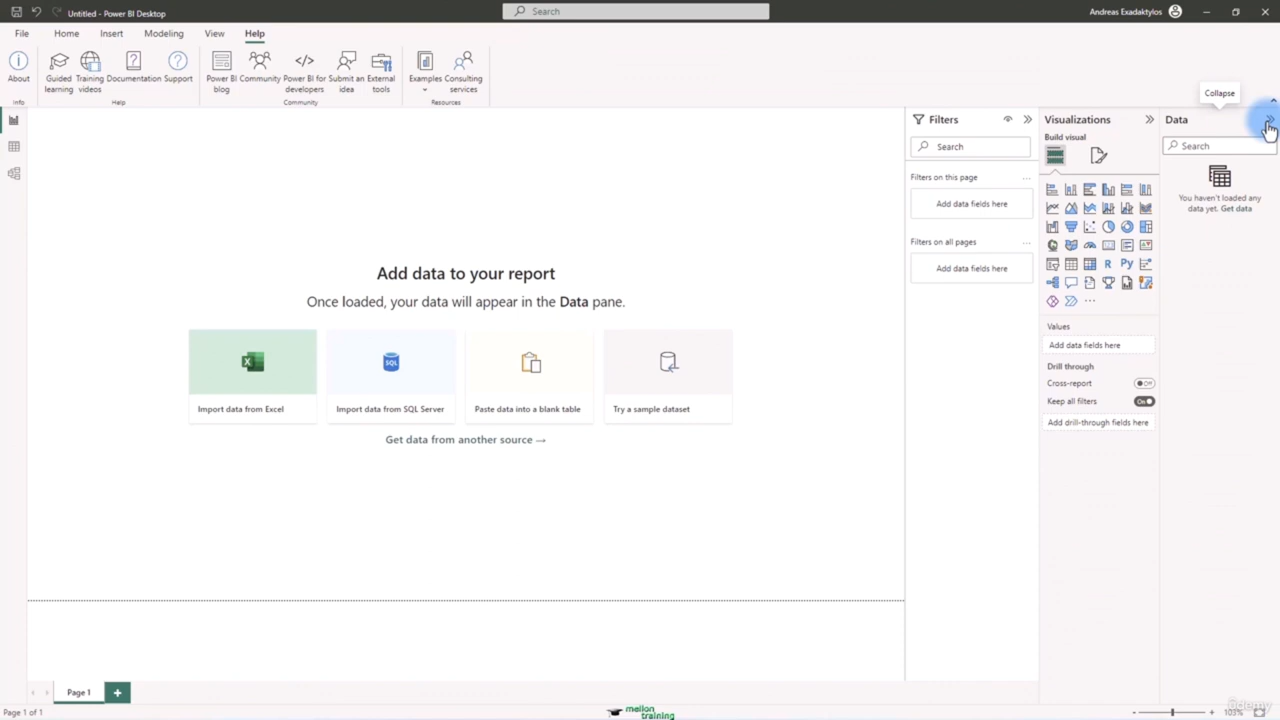 Untitled - Power BI Desktop
Search
Andreas Exadaktylos
File
Home
Insert
Modeling
View
Help
About
Guided
learning
Training
videos
Documentation
Support
Power BI
blog
Community
Power BI for
developers
Submit an
idea
External
tools
Examples
Consulting
services
Info
Help
Community
Resources
Collapse
Filters
Search
Filters on this page
...
Add data fields here
Filters on all pages
...
Add data fields here
Visualizations
Build visual
R
Py
...
Values
Add data fields here
Drill through
Cross-report
Off
Keep all filters
On
Add drill-through fields here
Data
Search
You haven't loaded any
data yet. Get data
Add data to your report
Once loaded, your data will appear in the Data pane.
SQL
Import data from Excel
Import data from SQL Server
Paste data into a blank table
Try a sample dataset
Get data from another source →
Page 1
+
Page 1 of 1
mellon
training
- + 103%
ûdemy